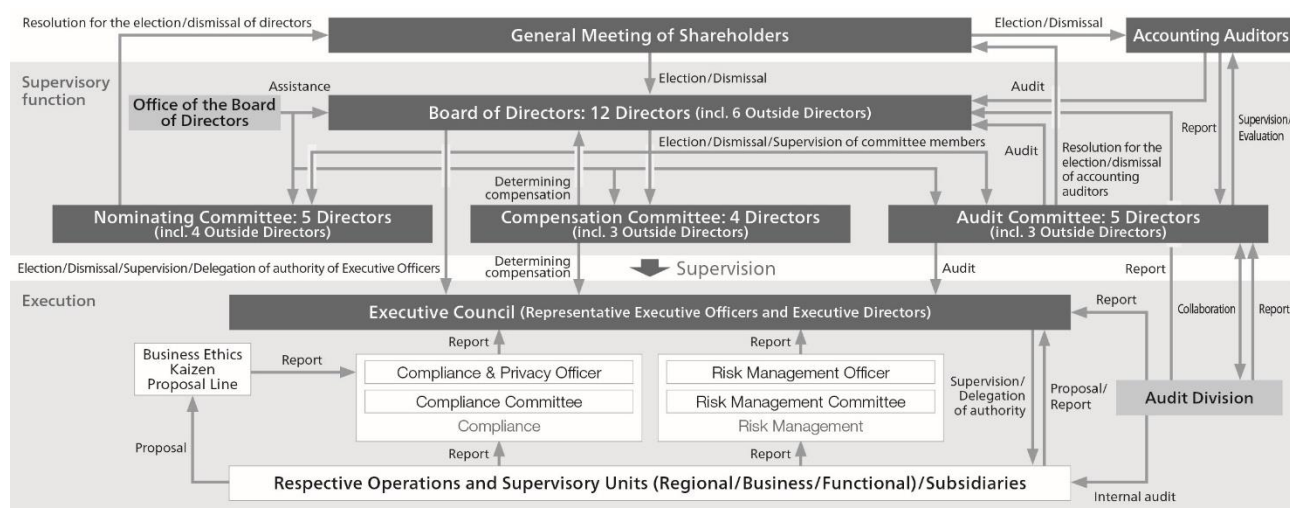 Resolution for the election/dismissal of directors
General Meeting of Shareholders
Election/Dismissal
Accounting Auditors
Supervisory
function
Election/Dismissal
Assistance
Office of the Board
of Directors
Board of Directors: 12 Directors (incl. 6 Outside Directors)
Audit
Report
Supervision/
Evaluation
Election/Dismissal/Supervision of committee members
Audit
Resolution for the
election/dismissal
of accounting
auditors
Determining
compensation
Nominating Committee: 5 Directors
(incl. 4 Outside Directors)
Compensation Committee: 4 Directors
(incl. 3 Outside Directors)
Audit Committee: 5 Directors
(incl. 3 Outside Directors)
Election/Dismissal/Supervision/Delegation of authority of Executive Officers
Determining
compensation
Supervision
Audit
Report
Execution
Executive Council (Representative Executive Officers and Executive Directors)
Report
Collaboration
Report
Business Ethics
Kaizen
Proposal Line
Report
Report
Compliance & Privacy Officer
Compliance Committee
Compliance
Report
Risk Management Officer
Risk Management Committee
Risk Management
Supervision/
Delegation
of authority
Proposal/
Report
Audit Division
Proposal
Report
Report
Respective Operations and Supervisory Units (Regional/Business/Functional)/Subsidiaries
Internal audit